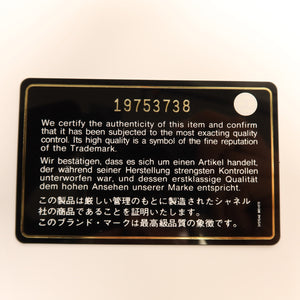 19753738
We certify the authenticity of this item and confirm
that it has been subjected to the most exacting quality
control. Its high quality is a symbol of the fine reputation
of the Trademark.
Wir bestätigen, dass es sich um einen Artikel handelt,
der während seiner Herstellung strengsten Kontrollen
unterworfen war, und dessen erstklassige Qualität
dem hohen Ansehen unserer Marke entspricht.
この製品は厳しい管理のもとに製造されたシャネル
社の商品であることを証明いたします。
このブランド・マークは最高級品質の象徴です。